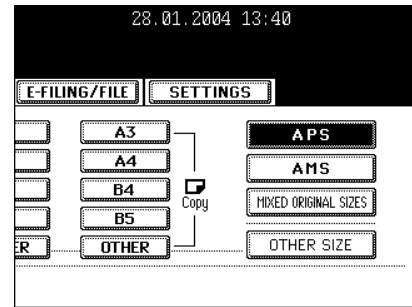 28.01.2004 13:40
E-FILING/FILE SETTINGS
A3 APS
A4 AMS
B4 Copy MIXED ORIGINAL SIZES
B5
ER OTHER OTHER SIZE